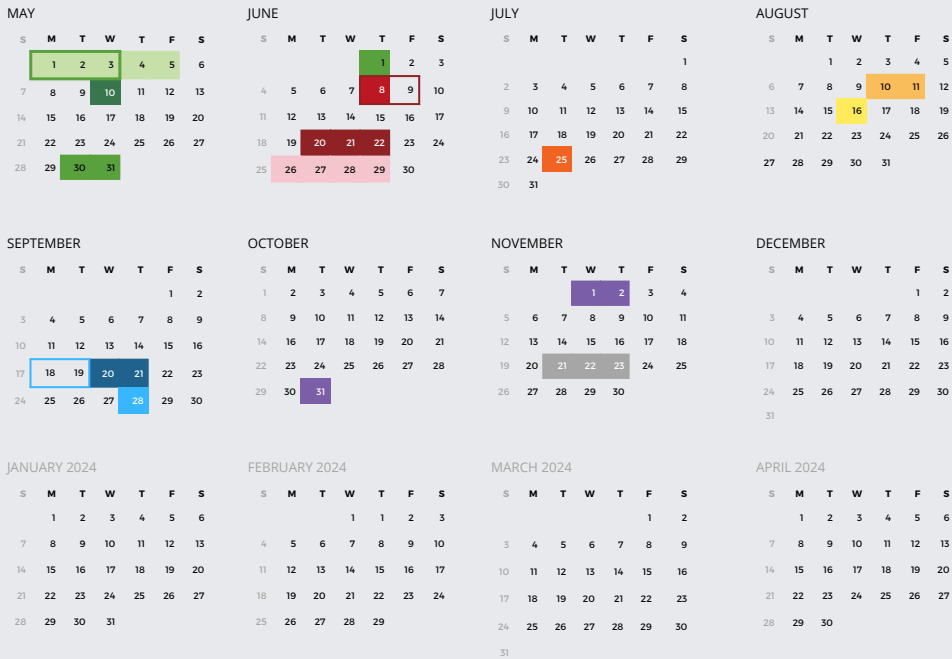 MAY
S M T W T F S
1 2 3 4 5 6
7 8 9 10 11 12 13
14 15 16 17 18 19 20
21 22 23 24 25 26 27
28 29 30 31
JUNE
S M T W T F S
1 2 3
4 5 6 7 8 9 10
11 12 13 14 15 16 17
18 19 20 21 22 23 24
25 26 27 28 29 30
JULY
S M T W T F S
1
2 3 4 5 6 7 8
9 10 11 12 13 14 15
16 17 18 19 20 21 22
23 24 25 26 27 28 29
30 31
AUGUST
S M T W T F S
1 2 3 4 5
6 7 8 9 10 11 12
13 14 15 16 17 18 19
20 21 22 23 24 25 26
27 28 29 30 31
SEPTEMBER
S M T W T F S
1 2
3 4 5 6 7 8 9
10 11 12 13 14 15 16
17 18 19 20 21 22 23
24 25 26 27 28 29 30
OCTOBER
S M T W T F S
1 2 3 4 5 6 7
8 9 10 11 12 13 14
14 16 17 18 19 20 21
22 23 24 25 26 27 28
29 30 31
NOVEMBER
S M T W T F S
1 2 3 4
5 6 7 8 9 10 11
12 13 14 15 16 17 18
19 20 21 22 23 24 25
26 27 28 29 30
DECEMBER
S M T W T F S
1 2
3 4 5 6 7 8 9
10 11 12 13 14 15 16
17 18 19 20 21 22 23
24 25 26 27 28 29 30
31
JANUARY 2024
S M T W T F S
1 2 3 4 5 6
7 8 9 10 11 12 13
14 15 16 17 18 19 20
21 22 23 24 25 26 27
28 29 30 31
FEBRUARY 2024
S M T W T F S
1 1 2 3
4 5 6 7 8 9 10
11 12 13 14 15 16 17
18 19 20 21 22 23 24
25 26 27 28 29
MARCH 2024
S M T W T F S
1 2
3 4 5 6 7 8 9
10 11 12 13 14 15 16
17 18 19 20 21 22 23
24 25 26 27 28 29 30
31
APRIL 2024
S M T W T F S
1 2 3 4 5 6
7 8 9 10 11 12 13
14 15 16 17 18 19 20
21 22 23 24 25 26 27
28 29 30